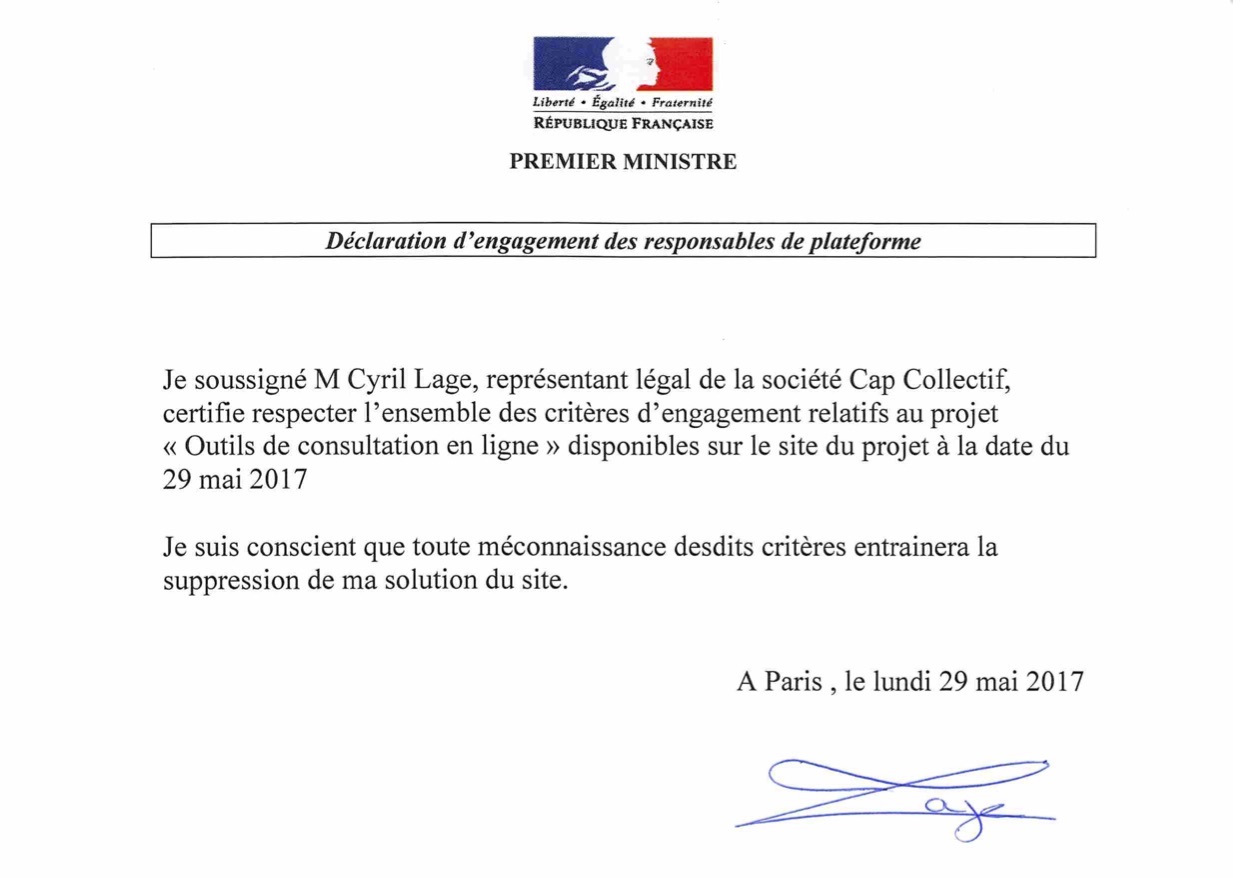 Liberté • Égalité • Fraternité
RÉPUBLIQUE FRANÇAISE
PREMIER MINISTRE
Déclaration d’engagement des responsables de plateforme
Je soussigné M Cyril Lage, représentant légal de la société Cap Collectif,
certifie respecter l’ensemble des critères d’engagement relatifs au projet
« Outils de consultation en ligne » disponibles sur le site du projet à la date du
29 mai 2017
Je suis conscient que toute méconnaissance desdits critères entrainera la
suppression de ma solution du site.
A Paris , le lundi 29 mai 2017
Lage